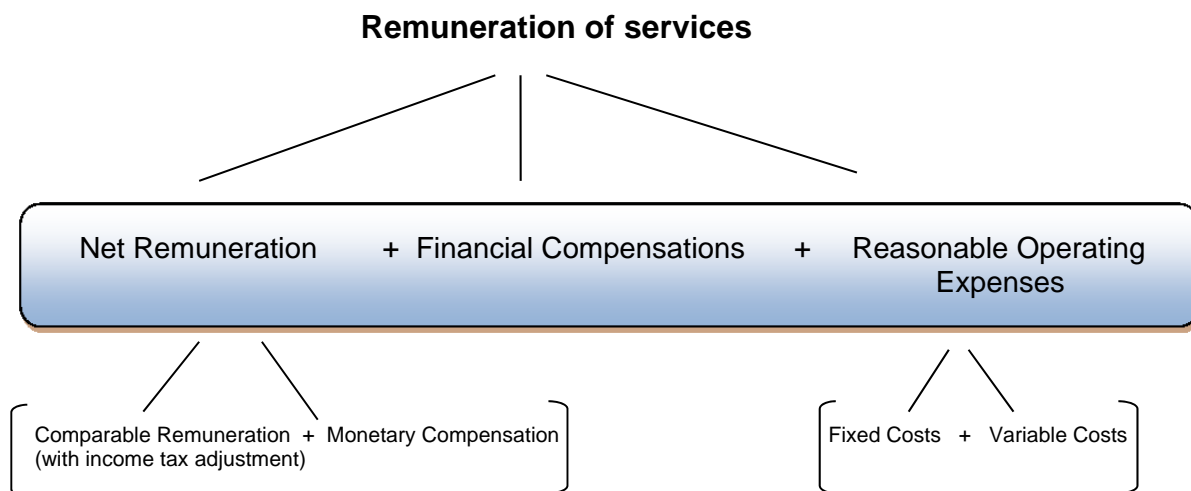 Remuneration of services
Net Remuneration + Financial Compensations + Reasonable Operating
Expenses
Comparable Remuneration + Monetary Compensation
(with income tax adjustment)
Fixed Costs + Variable Costs